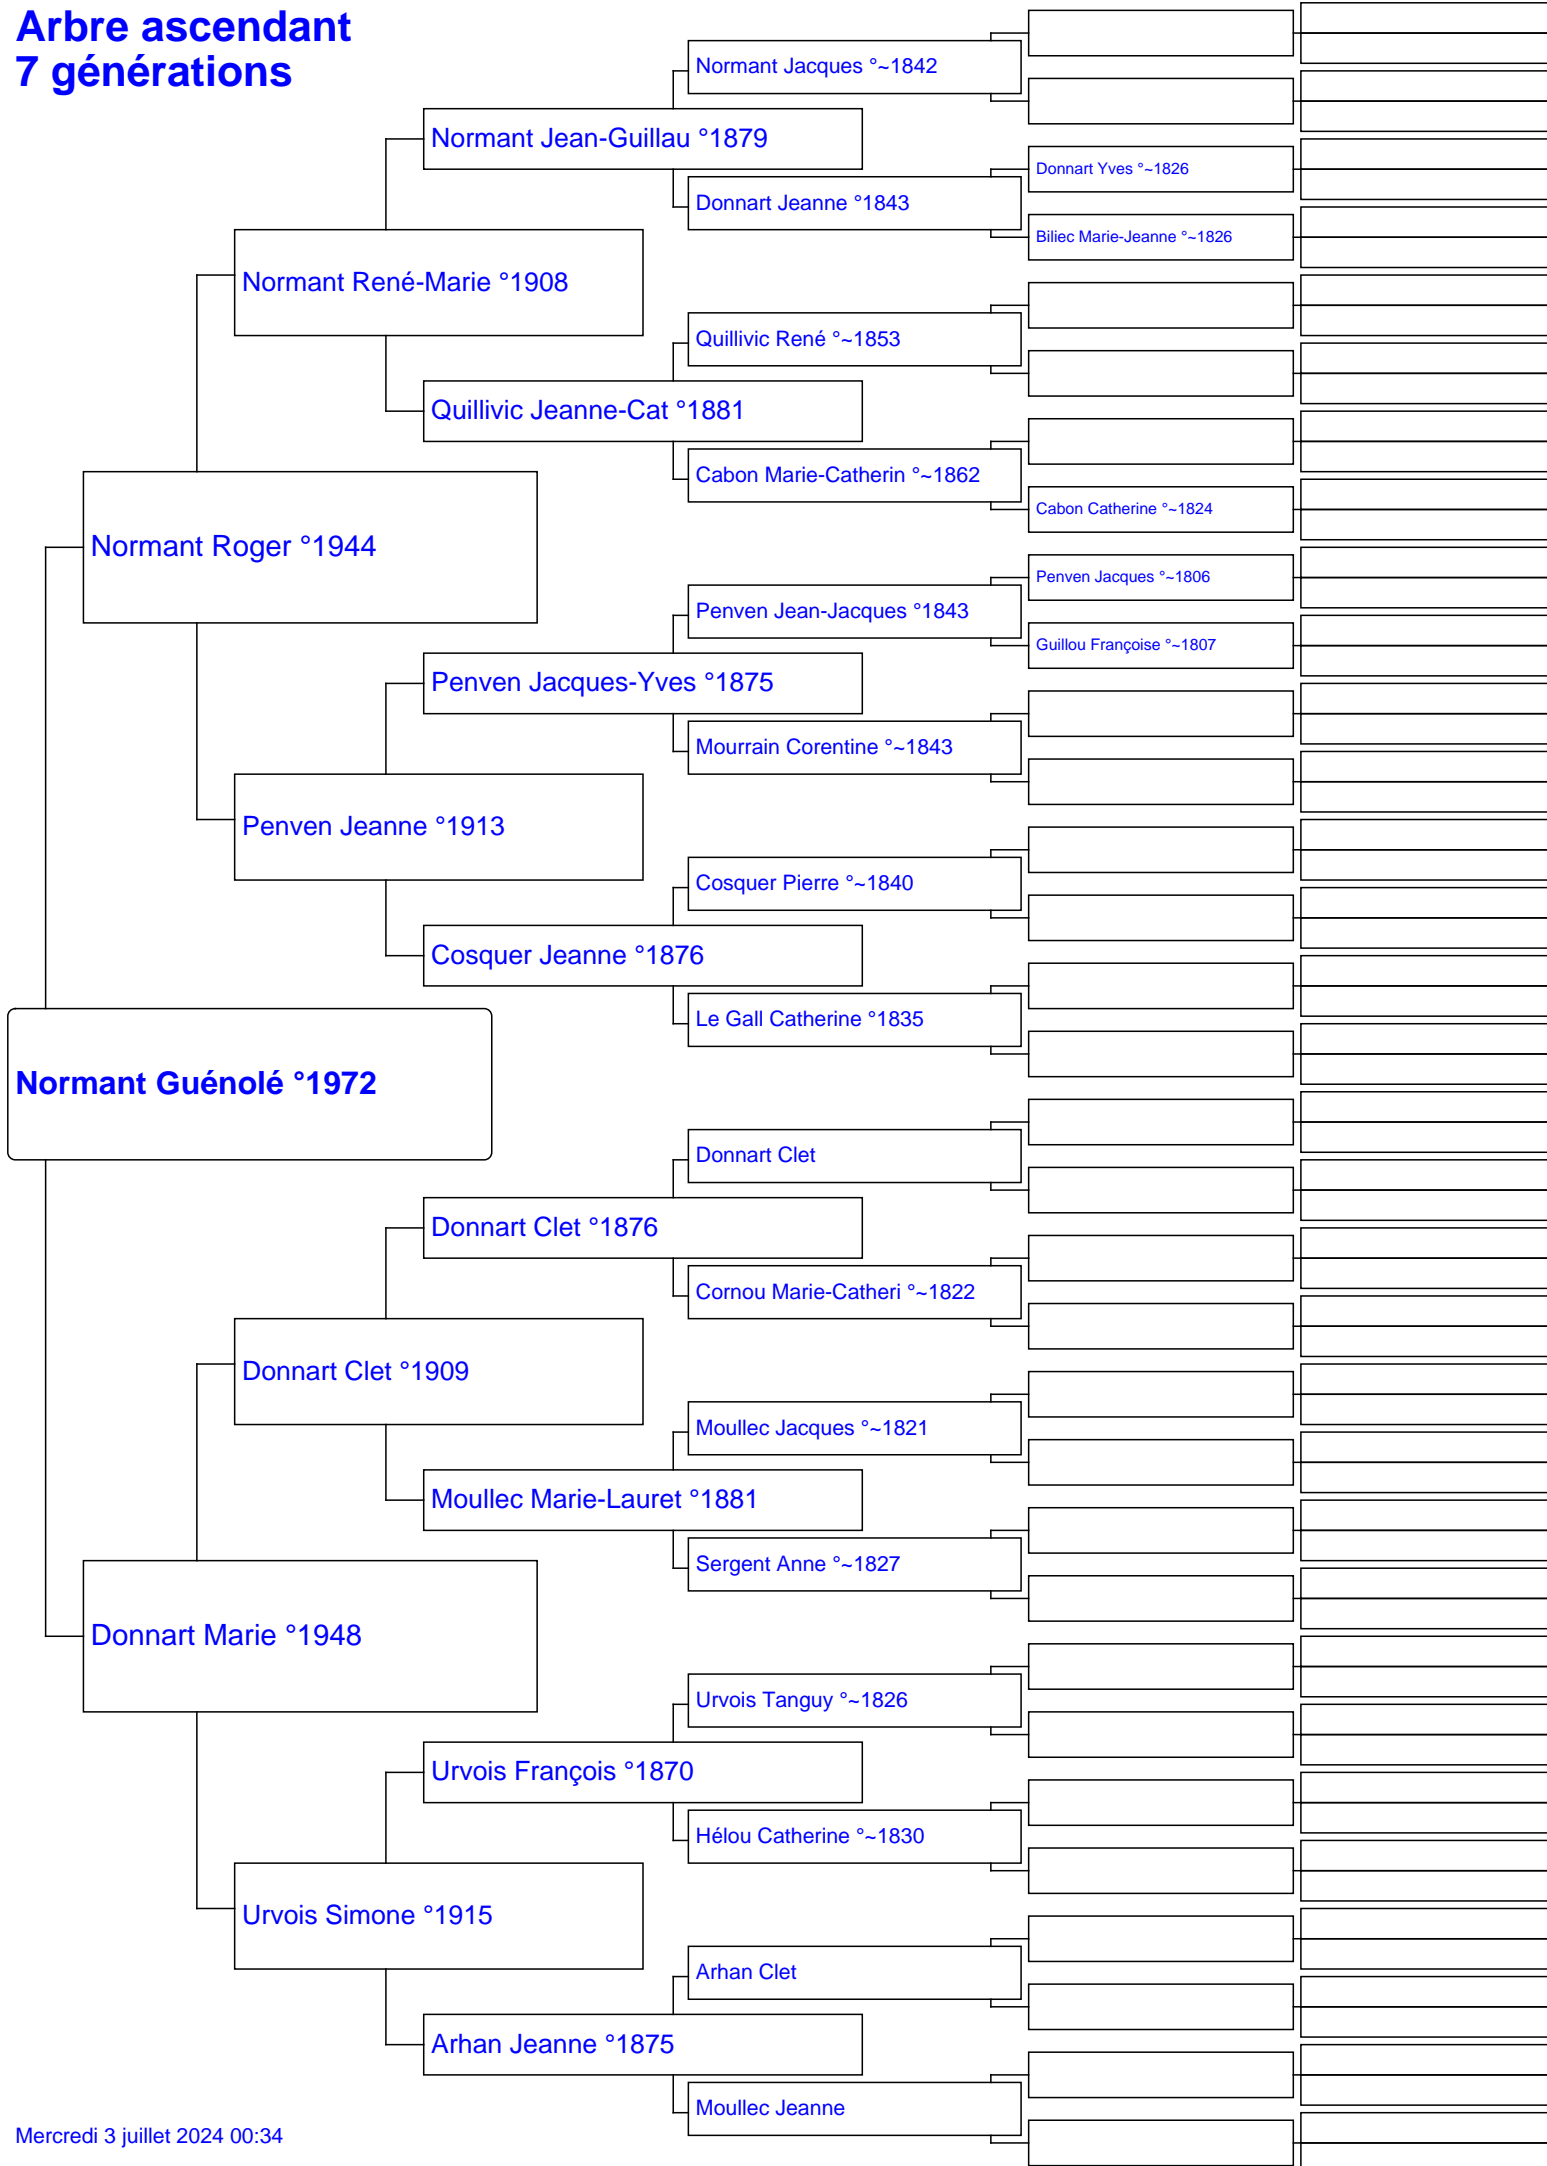 Arbre ascendant
7 générations
Normant Jacques °~1842
Normant Jean-Guillau °1879
Donnart Yves °~1826
Donnart Jeanne °1843
Biliec Marie-Jeanne °~1826
Normant René-Marie °1908
Quillivic René °~1853
Quillivic Jeanne-Cat °1881
Cabon Marie-Catherin °~1862
Cabon Catherine °~1824
Normant Roger °1944
Penven Jacques °~1806
Penven Jean-Jacques °1843
Guillou Françoise °~1807
Penven Jacques-Yves °1875
Mourrain Corentine °~1843
Penven Jeanne °1913
Cosquer Pierre °~1840
Cosquer Jeanne °1876
Le Gall Catherine °1835
Normant Guénolé °1972
Donnart Clet
Donnart Clet °1876
Cornou Marie-Catheri °~1822
Donnart Clet °1909
Moullec Jacques °~1821
Moullec Marie-Lauret °1881
Sergent Anne °~1827
Donnart Marie °1948
Urvois Tanguy °~1826
Urvois François °1870
Hélou Catherine °~1830
Urvois Simone °1915
Arhan Clet
Arhan Jeanne °1875
Moullec Jeanne
Mercredi 3 juillet 2024 00:34